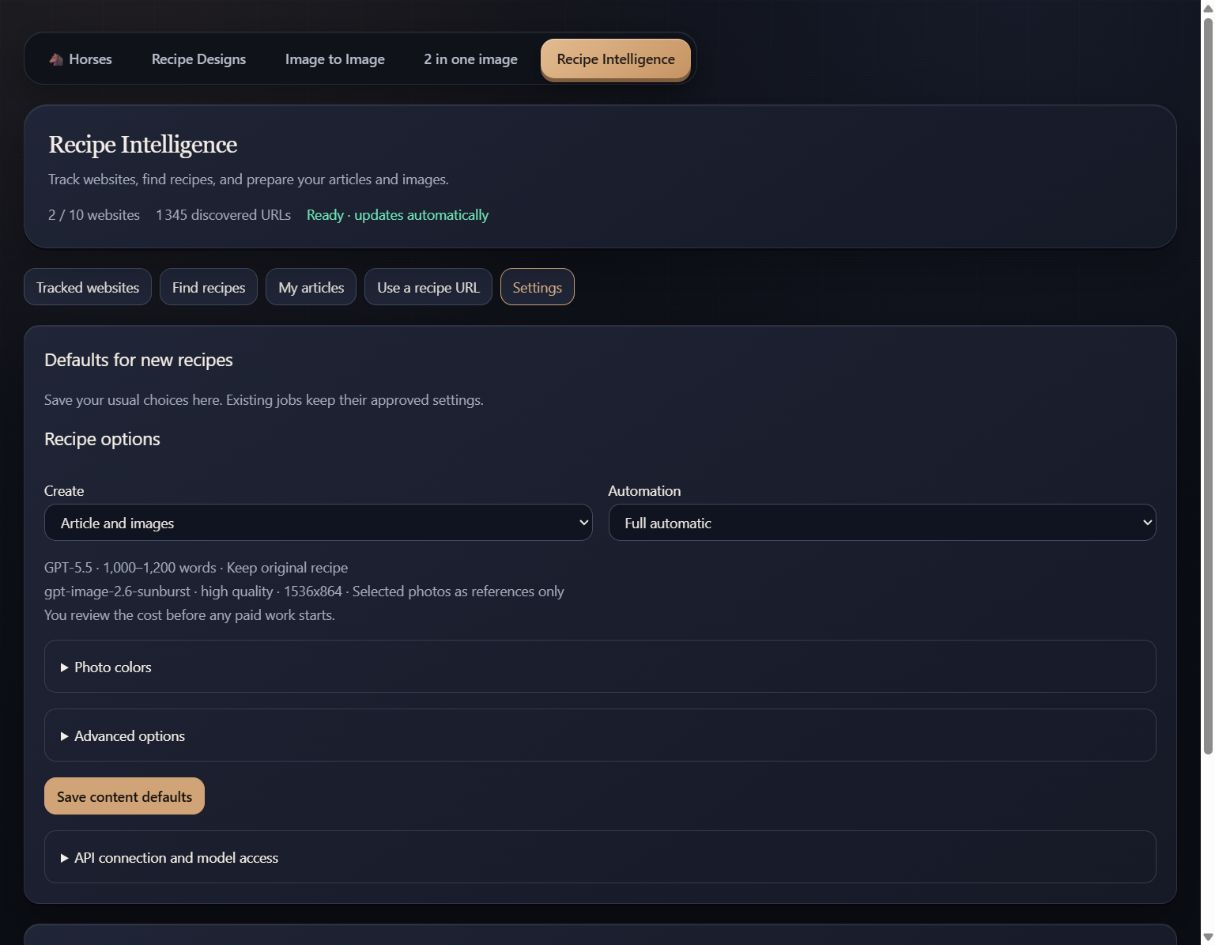 Horses Recipe Designs Image to Image 2 in one image Recipe Intelligence
Recipe Intelligence
Track websites, find recipes, and prepare your articles and images.
2 / 10 websites 1 345 discovered URLs Ready · updates automatically
Tracked websites Find recipes My articles Use a recipe URL Settings
Defaults for new recipes
Save your usual choices here. Existing jobs keep their approved settings.
Recipe options
Create Automation
Article and images Full automatic
GPT-5.5 · 1,000–1,200 words · Keep original recipe
gpt-image-2.6-sunburst · high quality · 1536x864 · Selected photos as references only
You review the cost before any paid work starts.
Photo colors
Advanced options
Save content defaults
API connection and model access